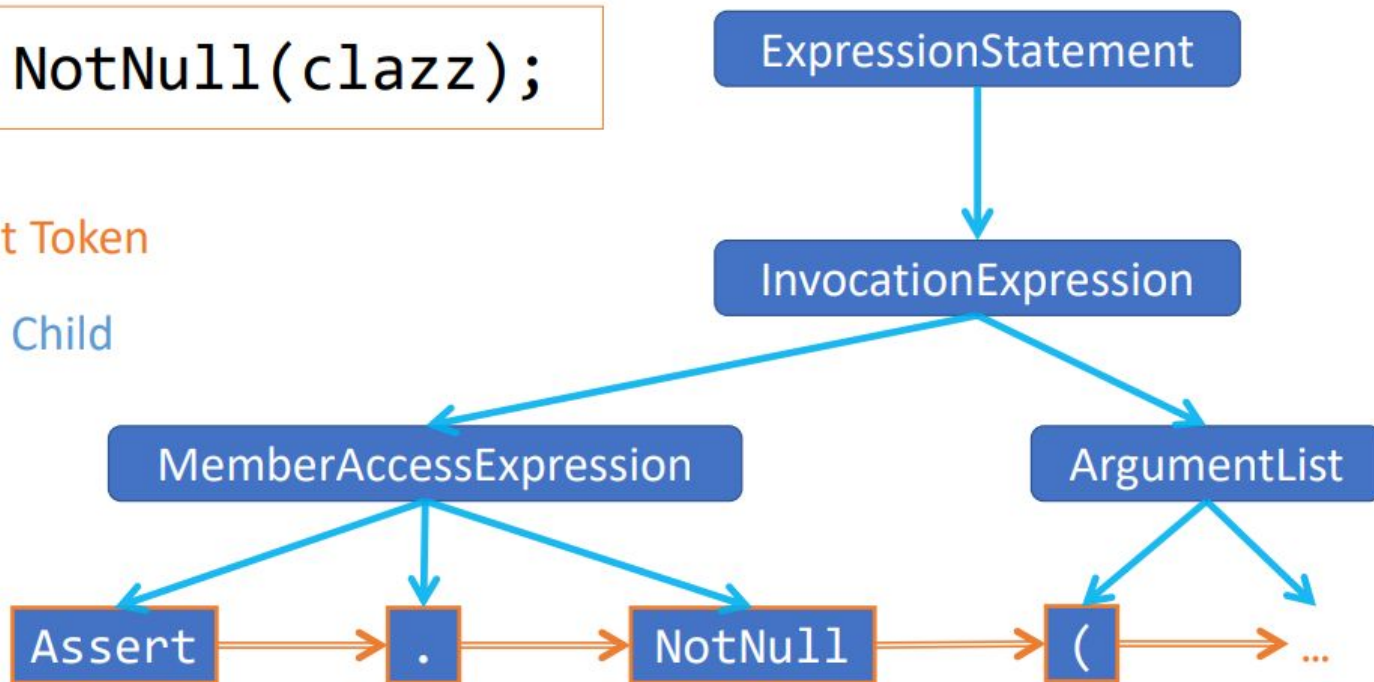 NotNull(clazz);
ExpressionStatement
t Token
InvocationExpression
Child
MemberAccessExpression
ArgumentList
Assert
.
NotNull
(
…